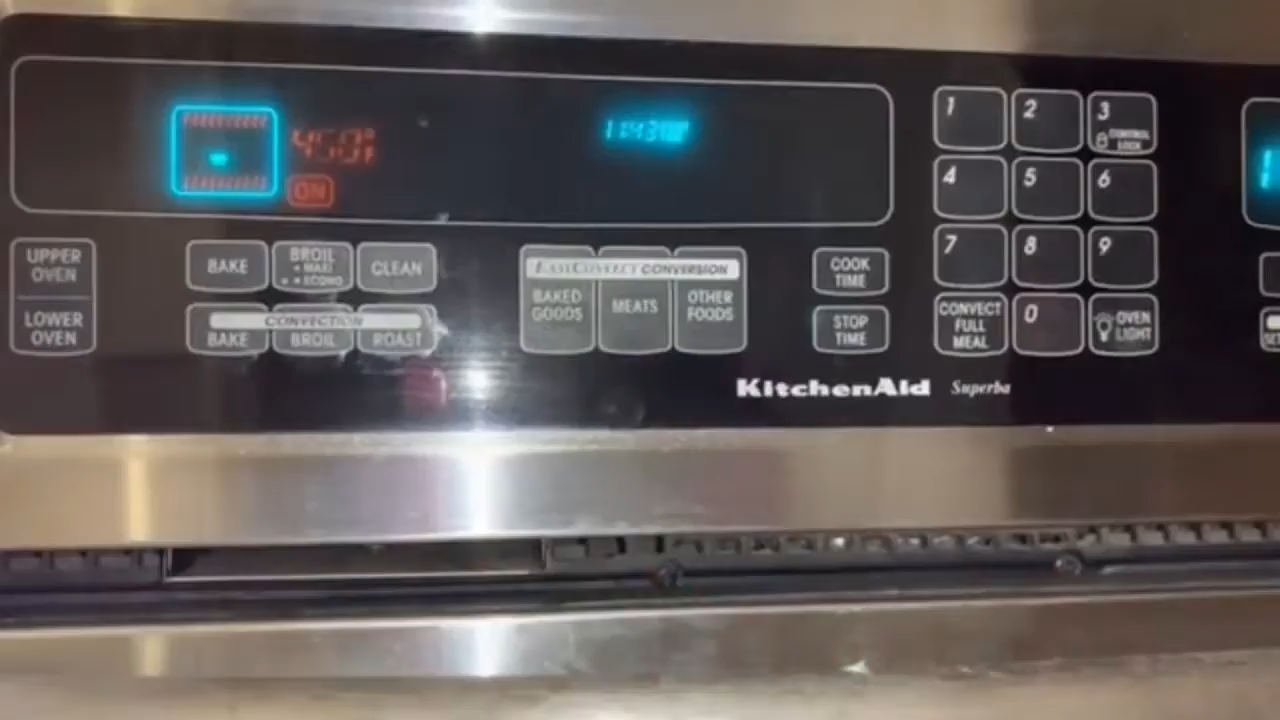 450°F
ON
UPPER
OVEN
LOWER
OVEN
BAKE
BROIL
• MAXI
• • ECONO
CLEAN
CONVECTION
BAKE
BROIL
ROAST
EASYCONVECT CONVERSION
BAKED
GOODS
MEATS
OTHER
FOODS
COOK
TIME
STOP
TIME
1
2
3
CONTROL
LOCK
4
5
6
7
8
9
CONVECT
FULL
MEAL
0
OVEN
LIGHT
KitchenAid Superba